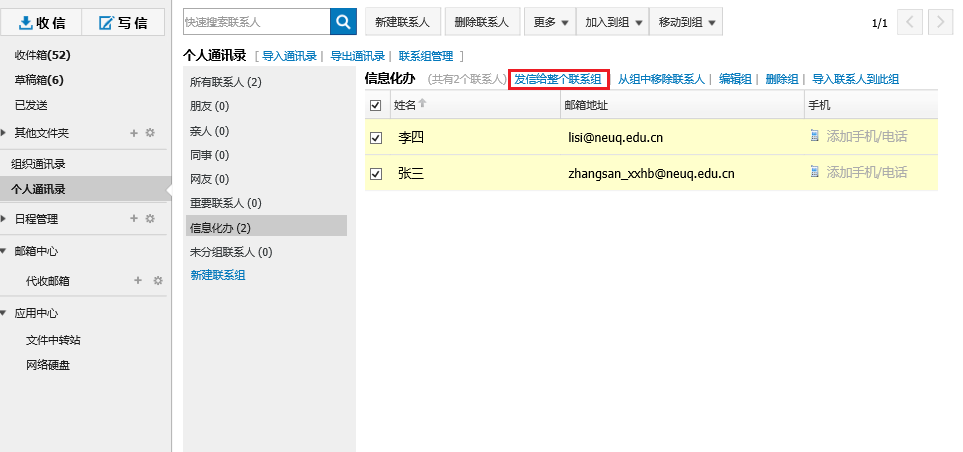 收信 写信
快速搜索联系人
新建联系人 删除联系人 更多 加入到组 移动到组 1/1
收件箱(52)
草稿箱(6)
已发送
其他文件夹
组织通讯录
个人通讯录
日程管理
邮箱中心
代收邮箱
应用中心
文件中转站
网络硬盘
个人通讯录 [ 导入通讯录 | 导出通讯录 | 联系组管理 ]
所有联系人 (2)
朋友 (0)
亲人 (0)
同事 (0)
网友 (0)
重要联系人 (0)
信息化办 (2)
未分组联系人 (0)
新建联系组
信息化办 (共有2个联系人) 发信给整个联系组 从组中移除联系人 | 编辑组 | 删除组 | 导入联系人到此组
姓名 邮箱地址 手机
李四 lisi@neuq.edu.cn 添加手机/电话
张三 zhangsan_xxhb@neuq.edu.cn 添加手机/电话